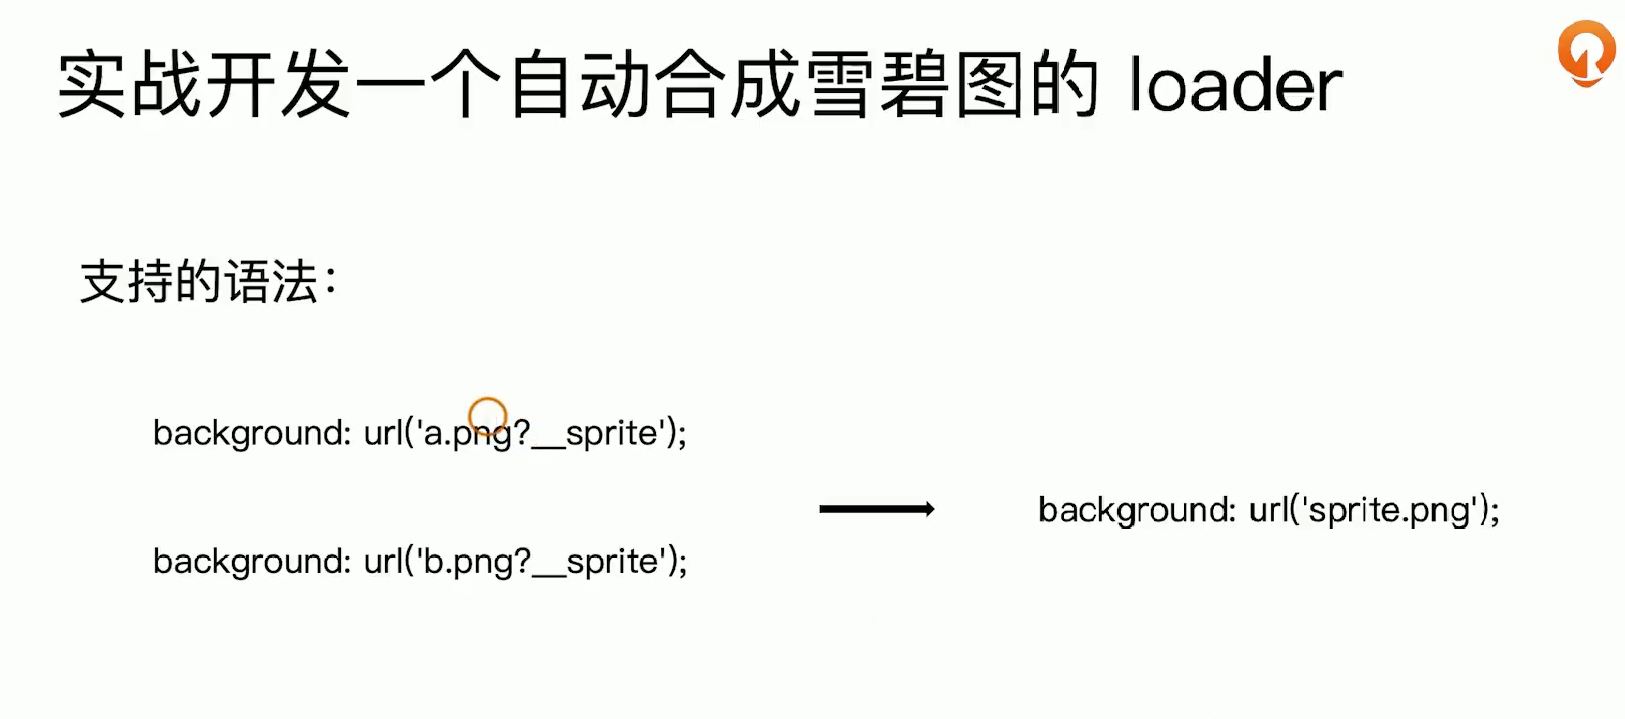 实战开发一个自动合成雪碧图的 loader
支持的语法：
background: url('a.png?__sprite');
background: url('b.png?__sprite');
background: url('sprite.png');